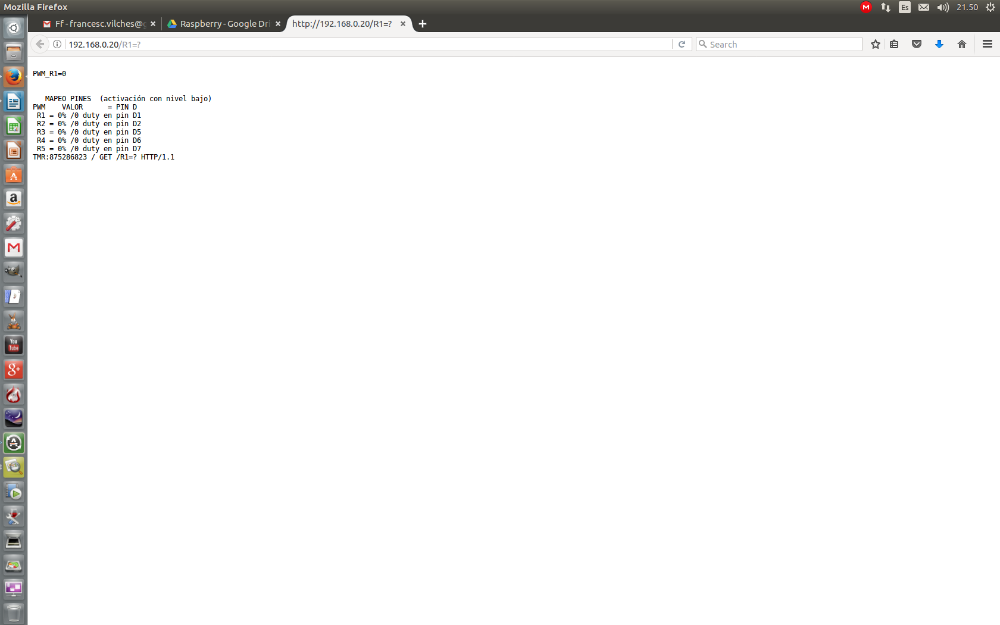 Mozilla Firefox
M
Es
21.50
Ff - francesc.vilches@g
Raspberry - Google Dri
http://192.168.0.20/R1=?
192.168.0.20/R1=?
Search
PWM_R1=0
MAPEO PINES  (activación con nivel bajo)
PWM    VALOR      = PIN D
R1 = 0% /0 duty en pin D1
R2 = 0% /0 duty en pin D2
R3 = 0% /0 duty en pin D5
R4 = 0% /0 duty en pin D6
R5 = 0% /0 duty en pin D7
TMR:875286823 / GET /R1=? HTTP/1.1
a
You
Tube
g+